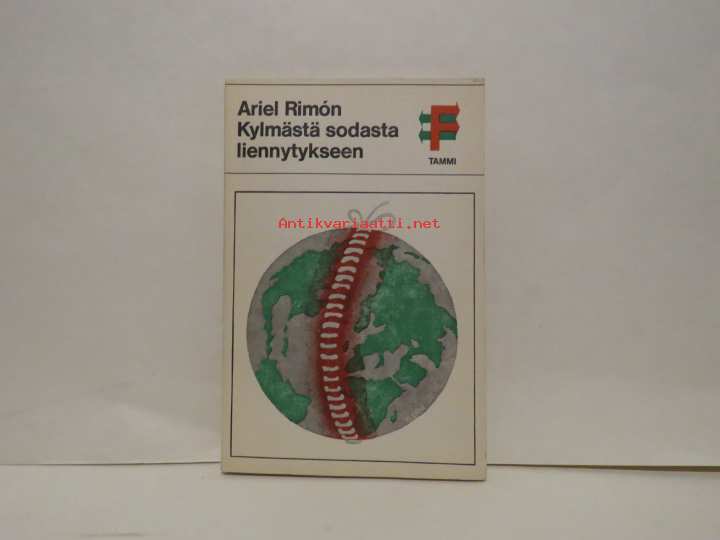 Ariel Rimón
Kylmästä sodasta
liennytykseen
F
TAMMI
Antikvariaatti.net